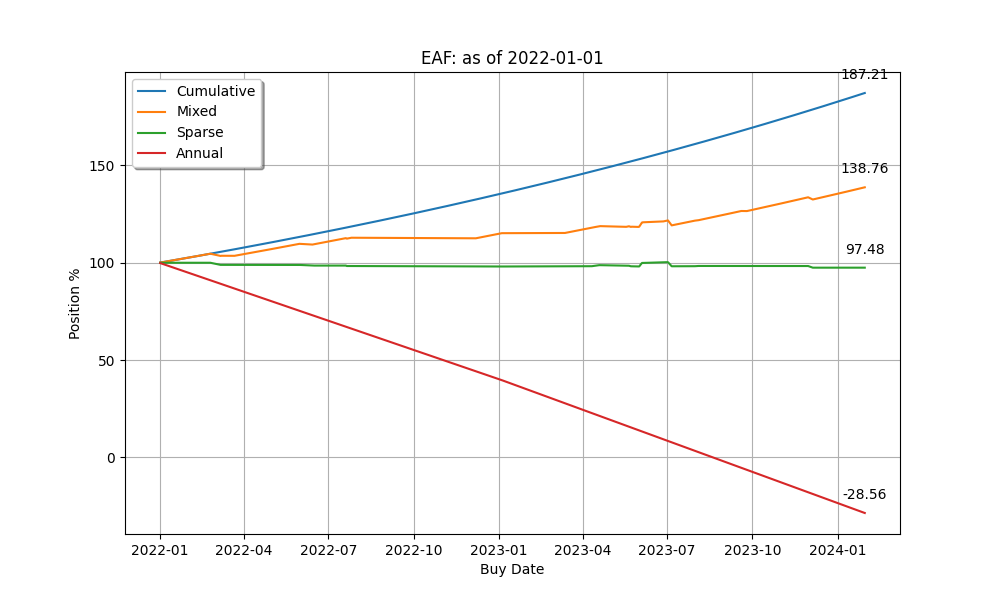 EAF: as of 2022-01-01
187.21
Cumulative
Mixed
Sparse
Annual
138.76
97.48
-28.56
150
100
50
0
Position %
2022-01 2022-04 2022-07 2022-10 2023-01 2023-04 2023-07 2023-10 2024-01
Buy Date